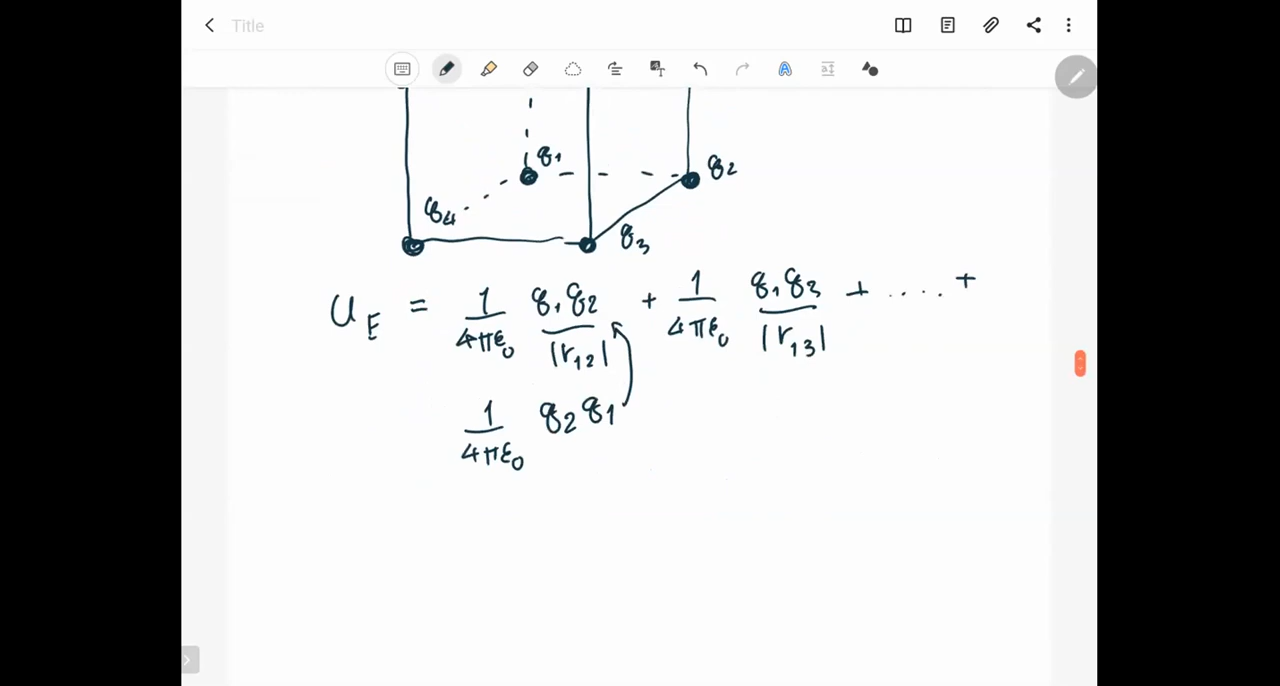 Title
q₁
q₂
q₄
q₃
U_E = 1/(4πε₀) q₁q₂/|r₁₂| + 1/(4πε₀) q₁q₃/|r₁₃| + .... +
1/(4πε₀) q₂q₁